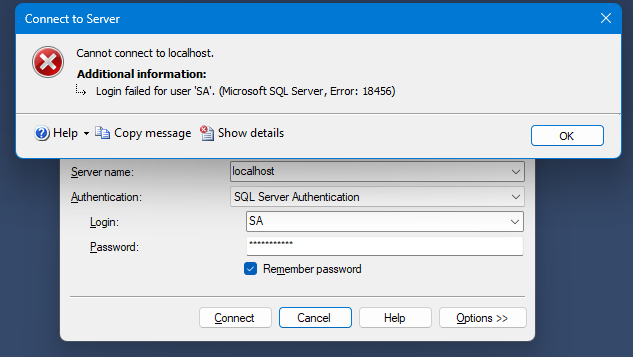 Connect to Server
Cannot connect to localhost.
Additional information:
Login failed for user 'SA'. (Microsoft SQL Server, Error: 18456)
Help Copy message Show details OK
Server name: localhost
Authentication: SQL Server Authentication
Login: SA
Password: ***********
Remember password
Connect Cancel Help Options >>